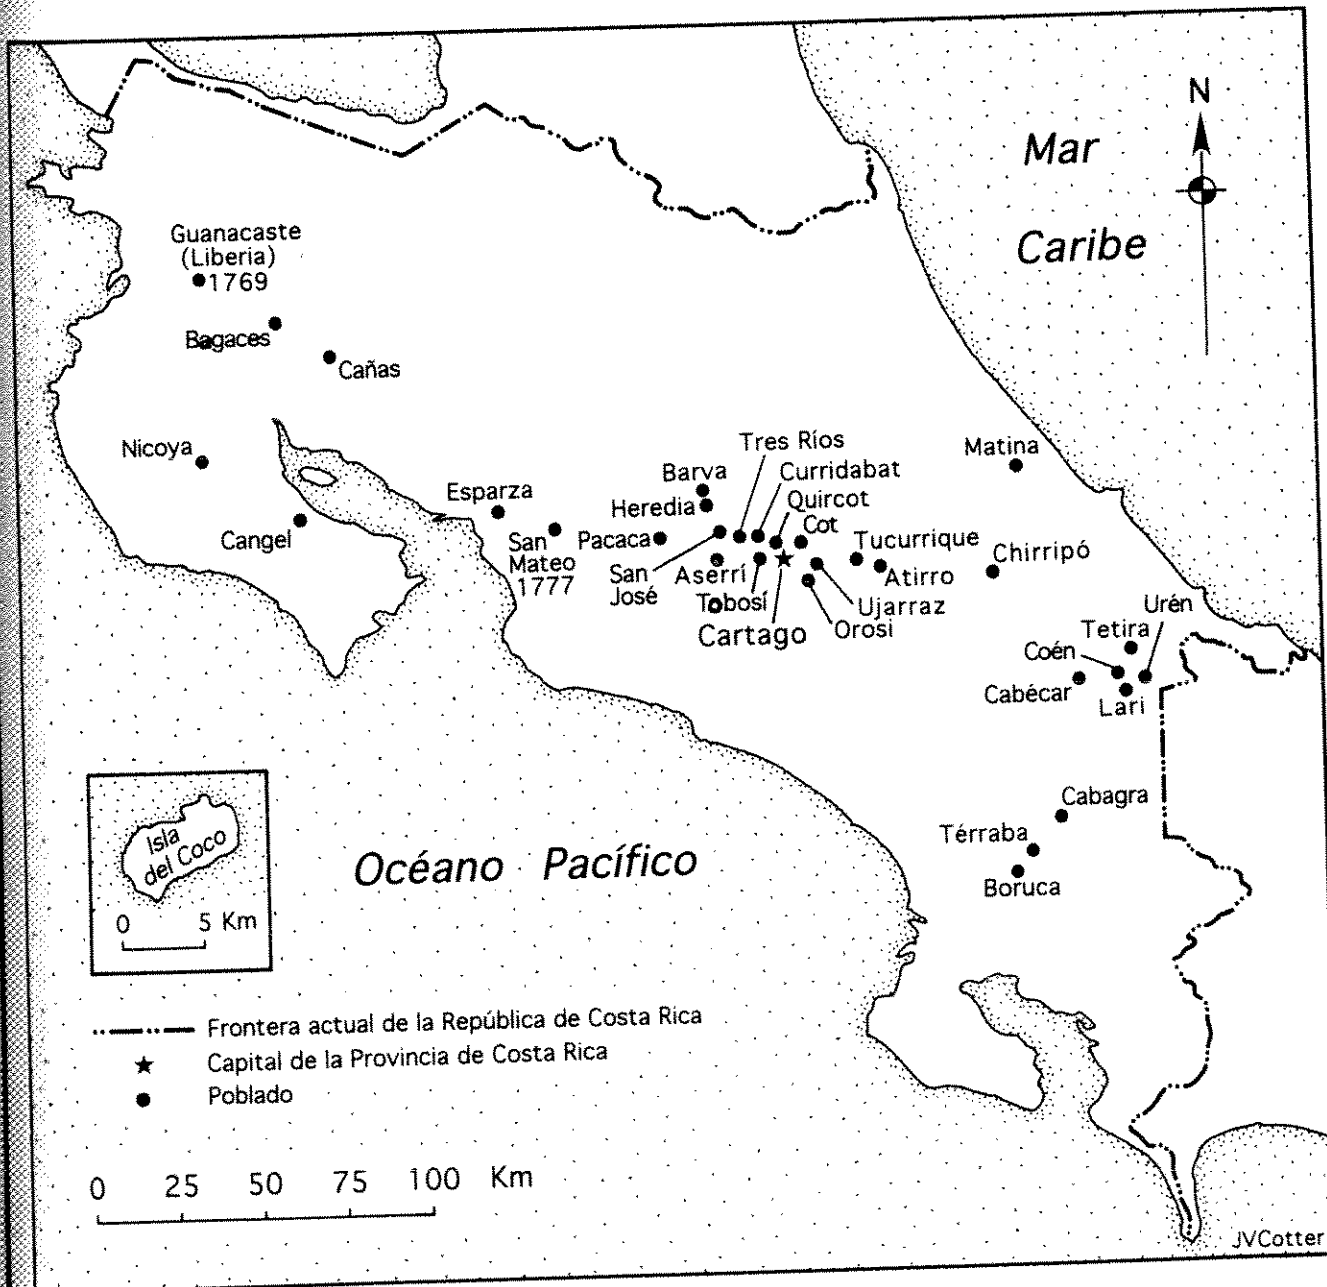 N
Mar
Caribe
Guanacaste
(Liberia)
1769
Bagaces
Cañas
Nicoya
Cangel
Esparza
San
Mateo
1777
Pacaca
Barva
Heredia
Tres Ríos
Curridabat
Quircot
Cot
San
José
Aserrí
Tobosí
Cartago
Tucurrique
Atirro
Ujarraz
Orosi
Matina
Chirripó
Urén
Tetira
Coén
Cabécar
Lari
Cabagra
Térraba
Boruca
Océano Pacífico
Isla
del Coco
0 5 Km
Frontera actual de la República de Costa Rica
Capital de la Provincia de Costa Rica
Poblado
0 25 50 75 100 Km
JVCotter